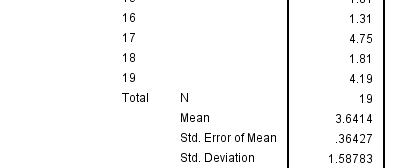 16 1.31
17 4.75
18 1.81
19 4.19
Total N 19
Mean 3.6414
Std. Error of Mean .36427
Std. Deviation 1.58783